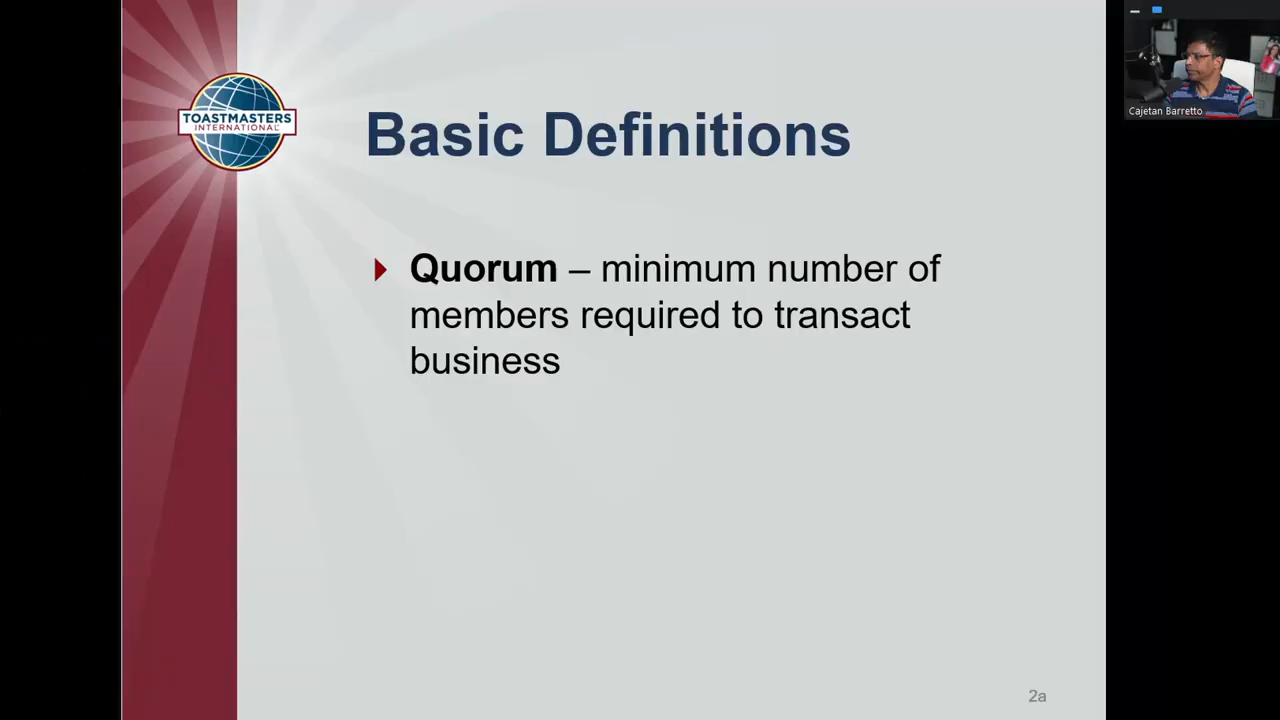 TOASTMASTERS
INTERNATIONAL
Basic Definitions
Quorum – minimum number of
members required to transact
business
2a
Cajetan Barretto